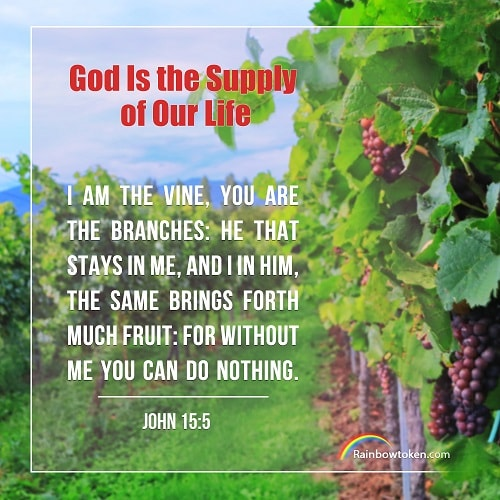 God Is the Supply
of Our Life
I AM THE VINE, YOU ARE
THE BRANCHES: HE THAT
STAYS IN ME, AND I IN HIM,
THE SAME BRINGS FORTH
MUCH FRUIT: FOR WITHOUT
ME YOU CAN DO NOTHING.
JOHN 15:5
Rainbowtoken.com